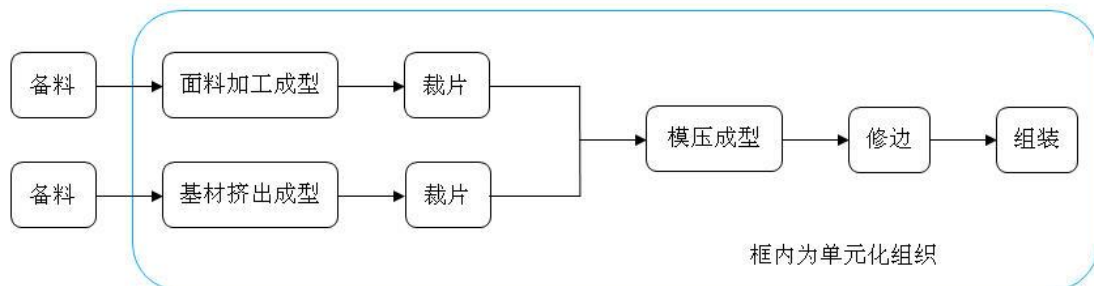 备料
面料加工成型
裁片
备料
基材挤出成型
裁片
模压成型
修边
组装
框内为单元化组织